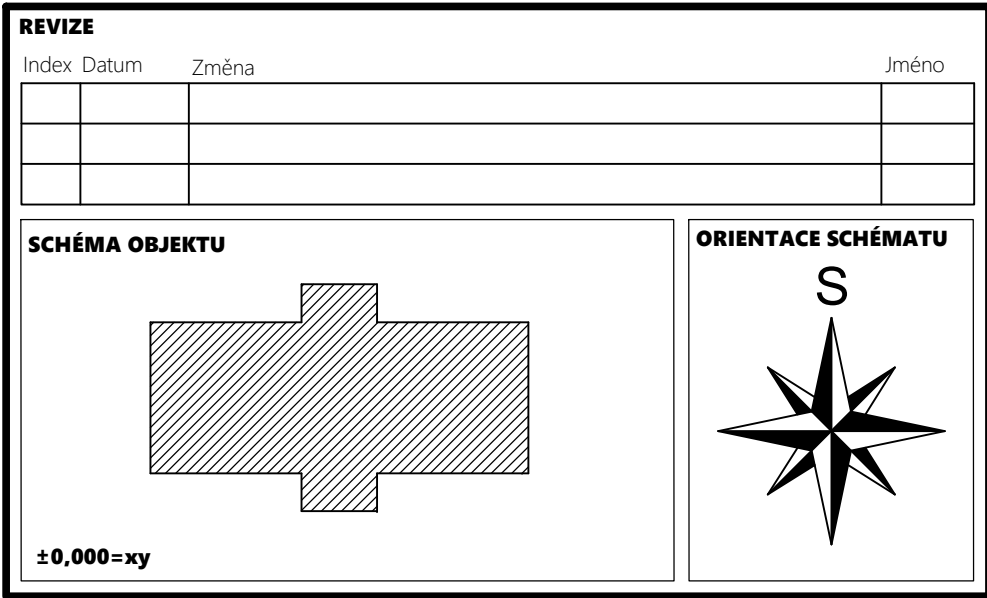 REVIZE
Index Datum Změna Jméno
SCHÉMA OBJEKTU
±0,000=xy
ORIENTACE SCHÉMATU
S